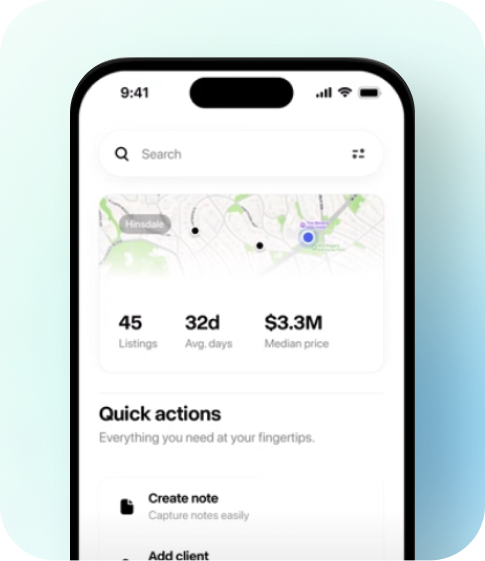 9:41
Search
Hinsdale
45
32d
$3.3M
Listings
Avg. days
Median price
Quick actions
Everything you need at your fingertips.
Create note
Capture notes easily
Add client